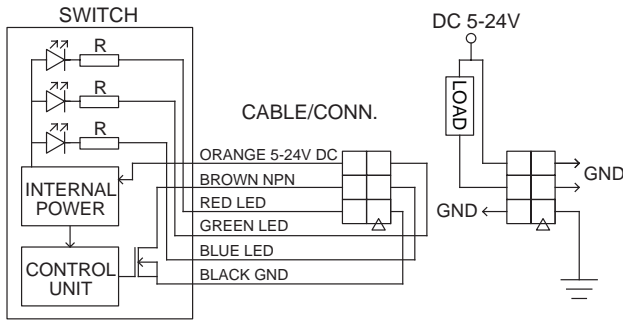 SWITCH
R
R
R
INTERNAL
POWER
CONTROL
UNIT
CABLE/CONN.
ORANGE 5-24V DC
BROWN NPN
RED LED
GREEN LED
BLUE LED
BLACK GND
DC 5-24V
LOAD
GND
GND